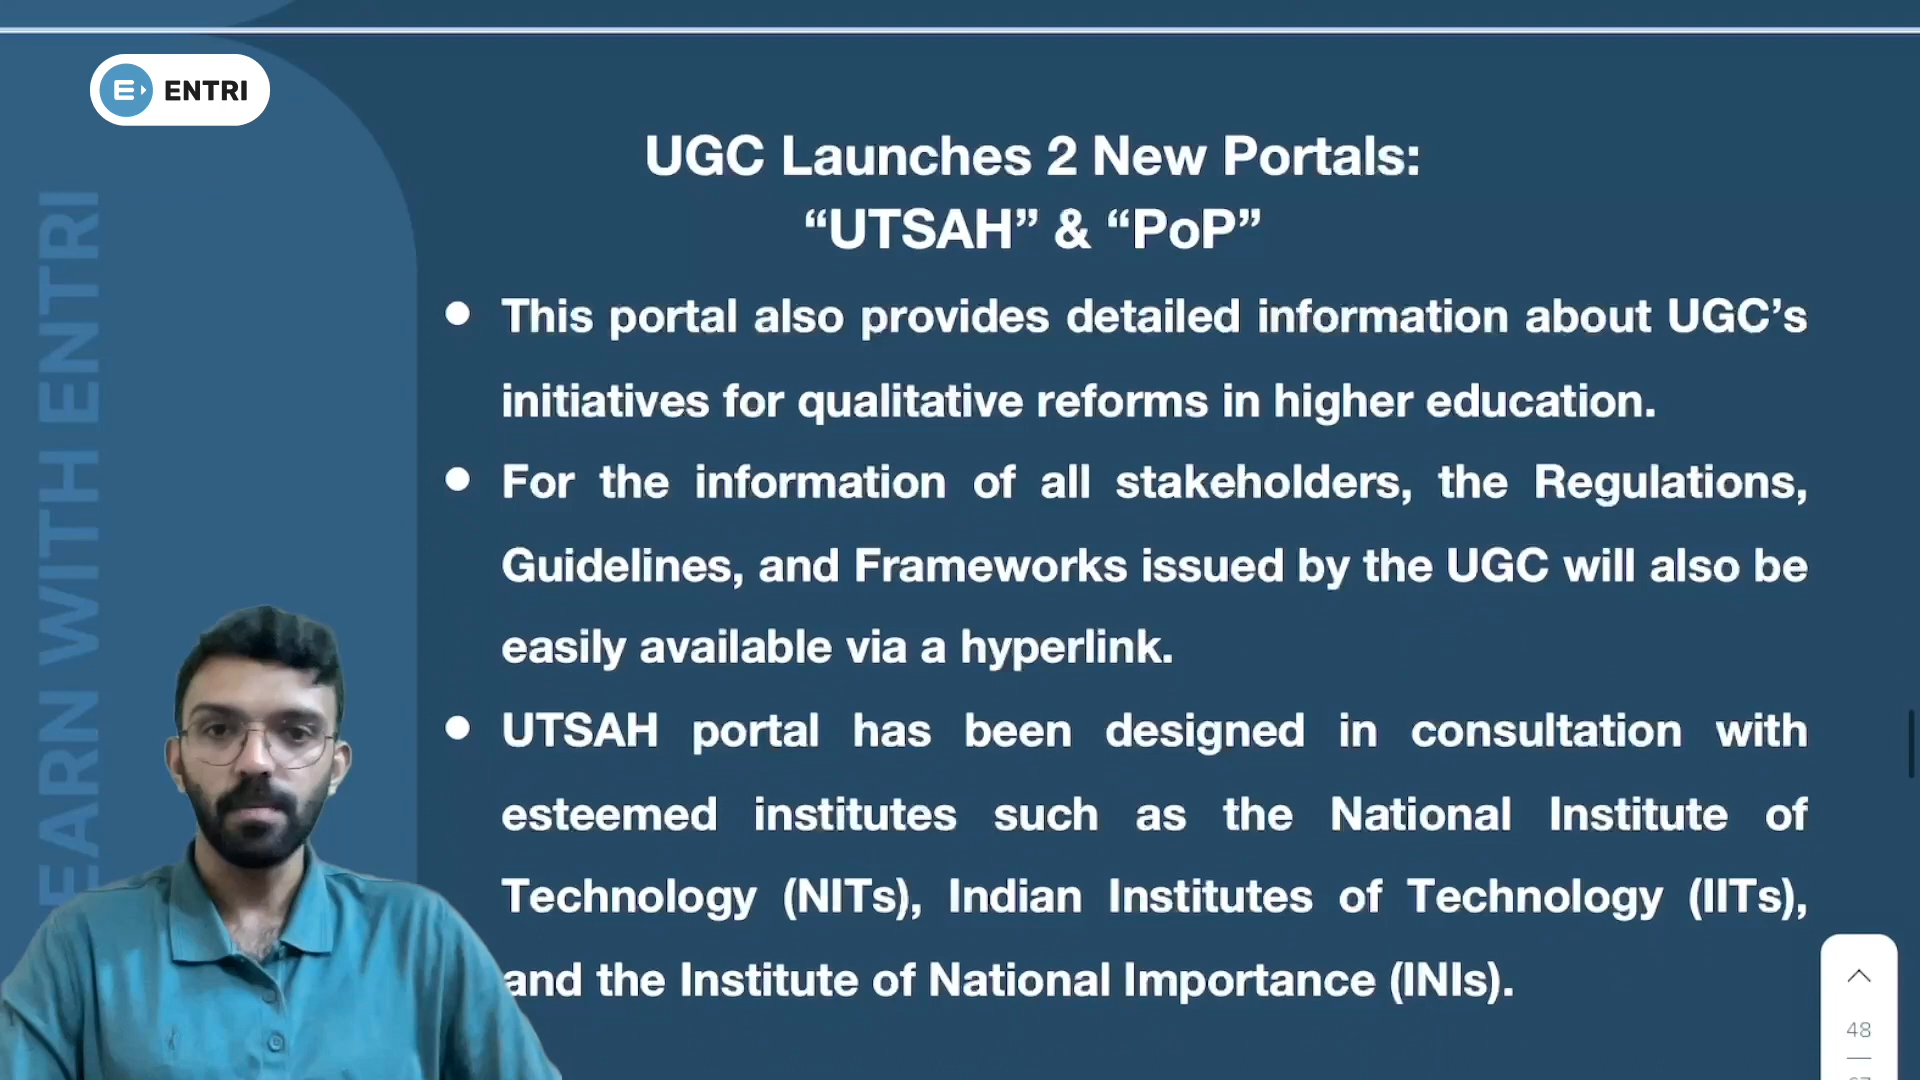 ENTRI
UGC Launches 2 New Portals:
“UTSAH” & “PoP”
This portal also provides detailed information about UGC’s
initiatives for qualitative reforms in higher education.
For the information of all stakeholders, the Regulations,
Guidelines, and Frameworks issued by the UGC will also be
easily available via a hyperlink.
UTSAH portal has been designed in consultation with
esteemed institutes such as the National Institute of
Technology (NITs), Indian Institutes of Technology (IITs),
and the Institute of National Importance (INIs).
EARN WITH ENTRI
48